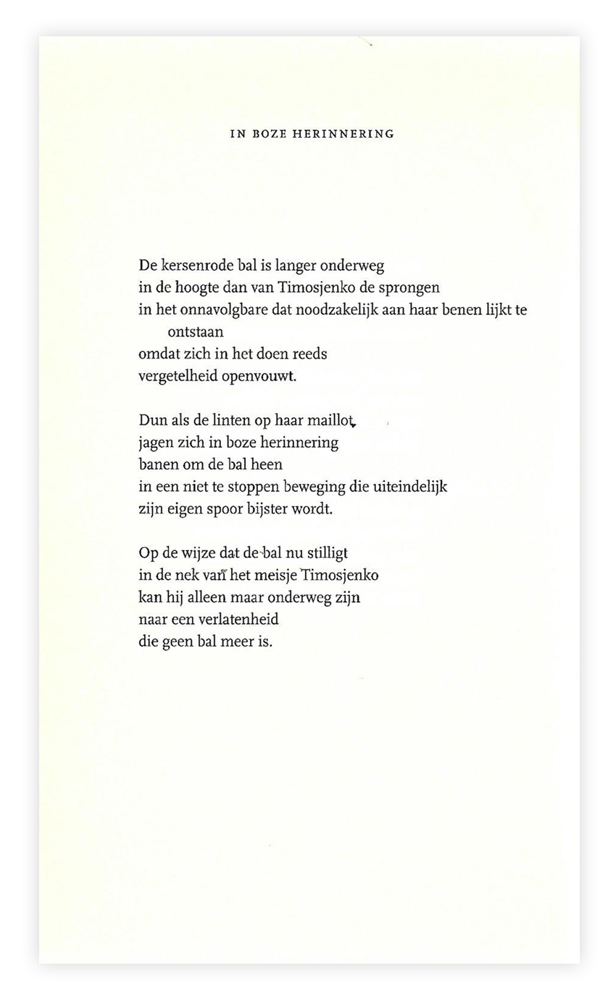 IN BOZE HERINNERING
De kersenrode bal is langer onderweg
in de hoogte dan van Timosjenko de sprongen
in het onnavolgbare dat noodzakelijk aan haar benen lijkt te
ontstaan
omdat zich in het doen reeds
vergetelheid openvouwt.
Dun als de linten op haar maillot,
jagen zich in boze herinnering
banen om de bal heen
in een niet te stoppen beweging die uiteindelijk
zijn eigen spoor bijster wordt.
Op de wijze dat de bal nu stilligt
in de nek van het meisje Timosjenko
kan hij alleen maar onderweg zijn
naar een verlatenheid
die geen bal meer is.